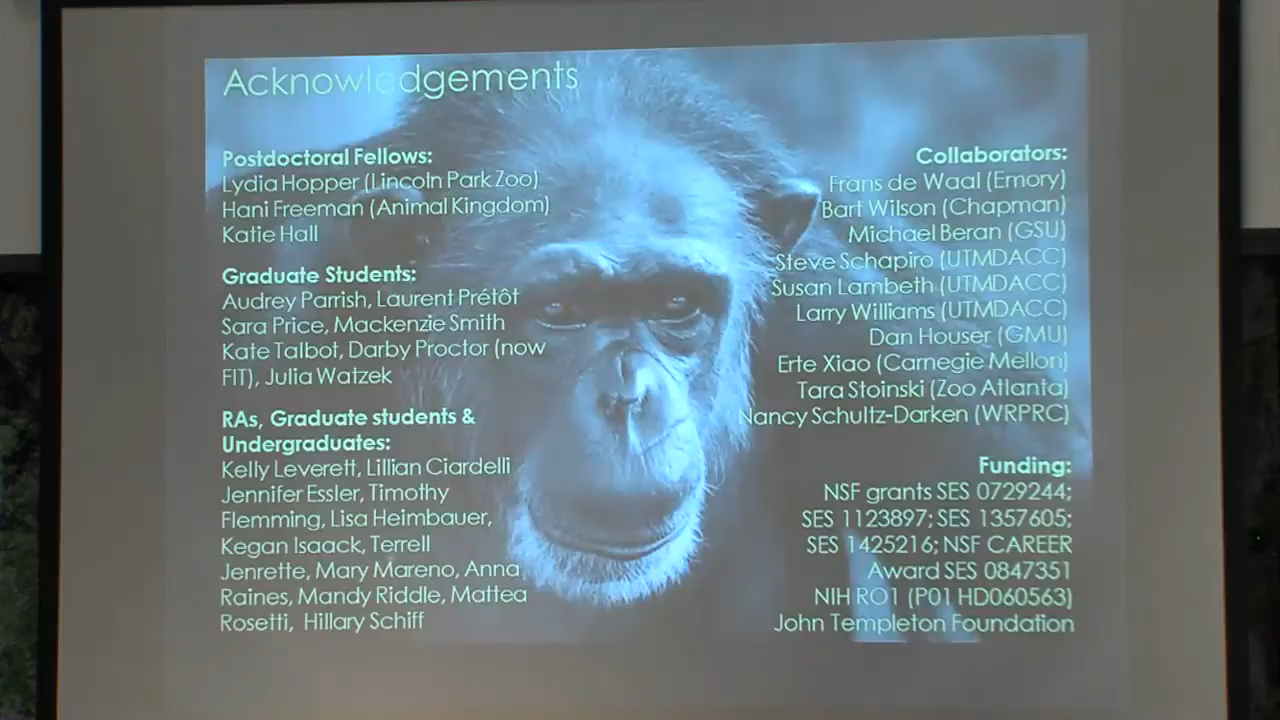 Acknowledgements
Postdoctoral Fellows:
Lydia Hopper (Lincoln Park Zoo)
Hani Freeman (Animal Kingdom)
Katie Hall
Graduate Students:
Audrey Parrish, Laurent Prétôt
Sara Price, Mackenzie Smith
Kate Talbot, Darby Proctor (now
FIT), Julia Watzek
RAs, Graduate students &
Undergraduates:
Kelly Leverett, Lillian Ciardelli
Jennifer Essler, Timothy
Flemming, Lisa Heimbauer,
Kegan Isaack, Terrell
Jenrette, Mary Mareno, Anna
Raines, Mandy Riddle, Mattea
Rosetti, Hillary Schiff
Collaborators:
Frans de Waal (Emory)
Bart Wilson (Chapman)
Michael Beran (GSU)
Steve Schapiro (UTMDACC)
Susan Lambeth (UTMDACC)
Larry Williams (UTMDACC)
Dan Houser (GMU)
Erte Xiao (Carnegie Mellon)
Tara Stoinski (Zoo Atlanta)
Nancy Schultz-Darken (WRPRC)
Funding:
NSF grants SES 0729244;
SES 1123897; SES 1357605;
SES 1425216; NSF CAREER
Award SES 0847351
NIH RO1 (P01 HD060563)
John Templeton Foundation